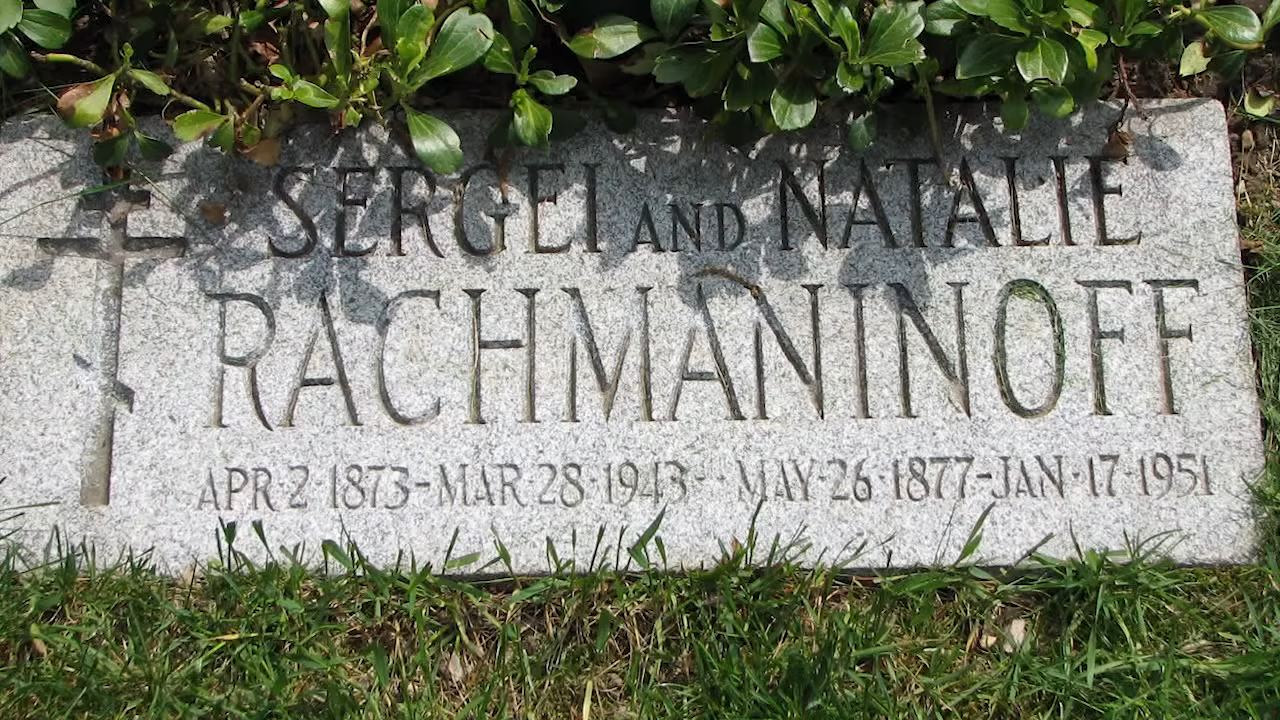 SERGEI AND NATALIE
RACHMANINOFF
APR·2·1873-MAR·28·1943·· MAY·26·1877-JAN·17·1951